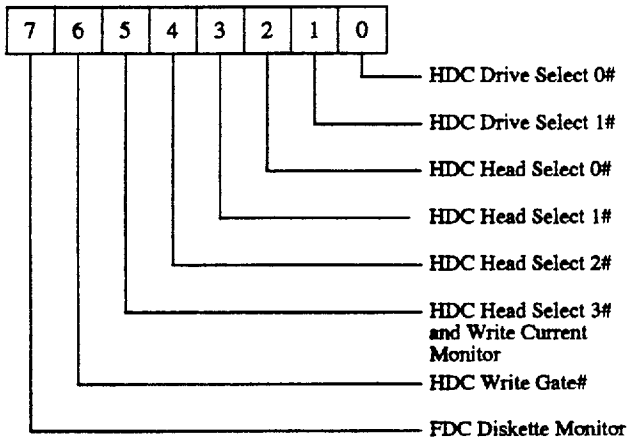 7 6 5 4 3 2 1 0
HDC Drive Select 0#
HDC Drive Select 1#
HDC Head Select 0#
HDC Head Select 1#
HDC Head Select 2#
HDC Head Select 3#
and Write Current
Monitor
HDC Write Gate#
FDC Diskette Monitor